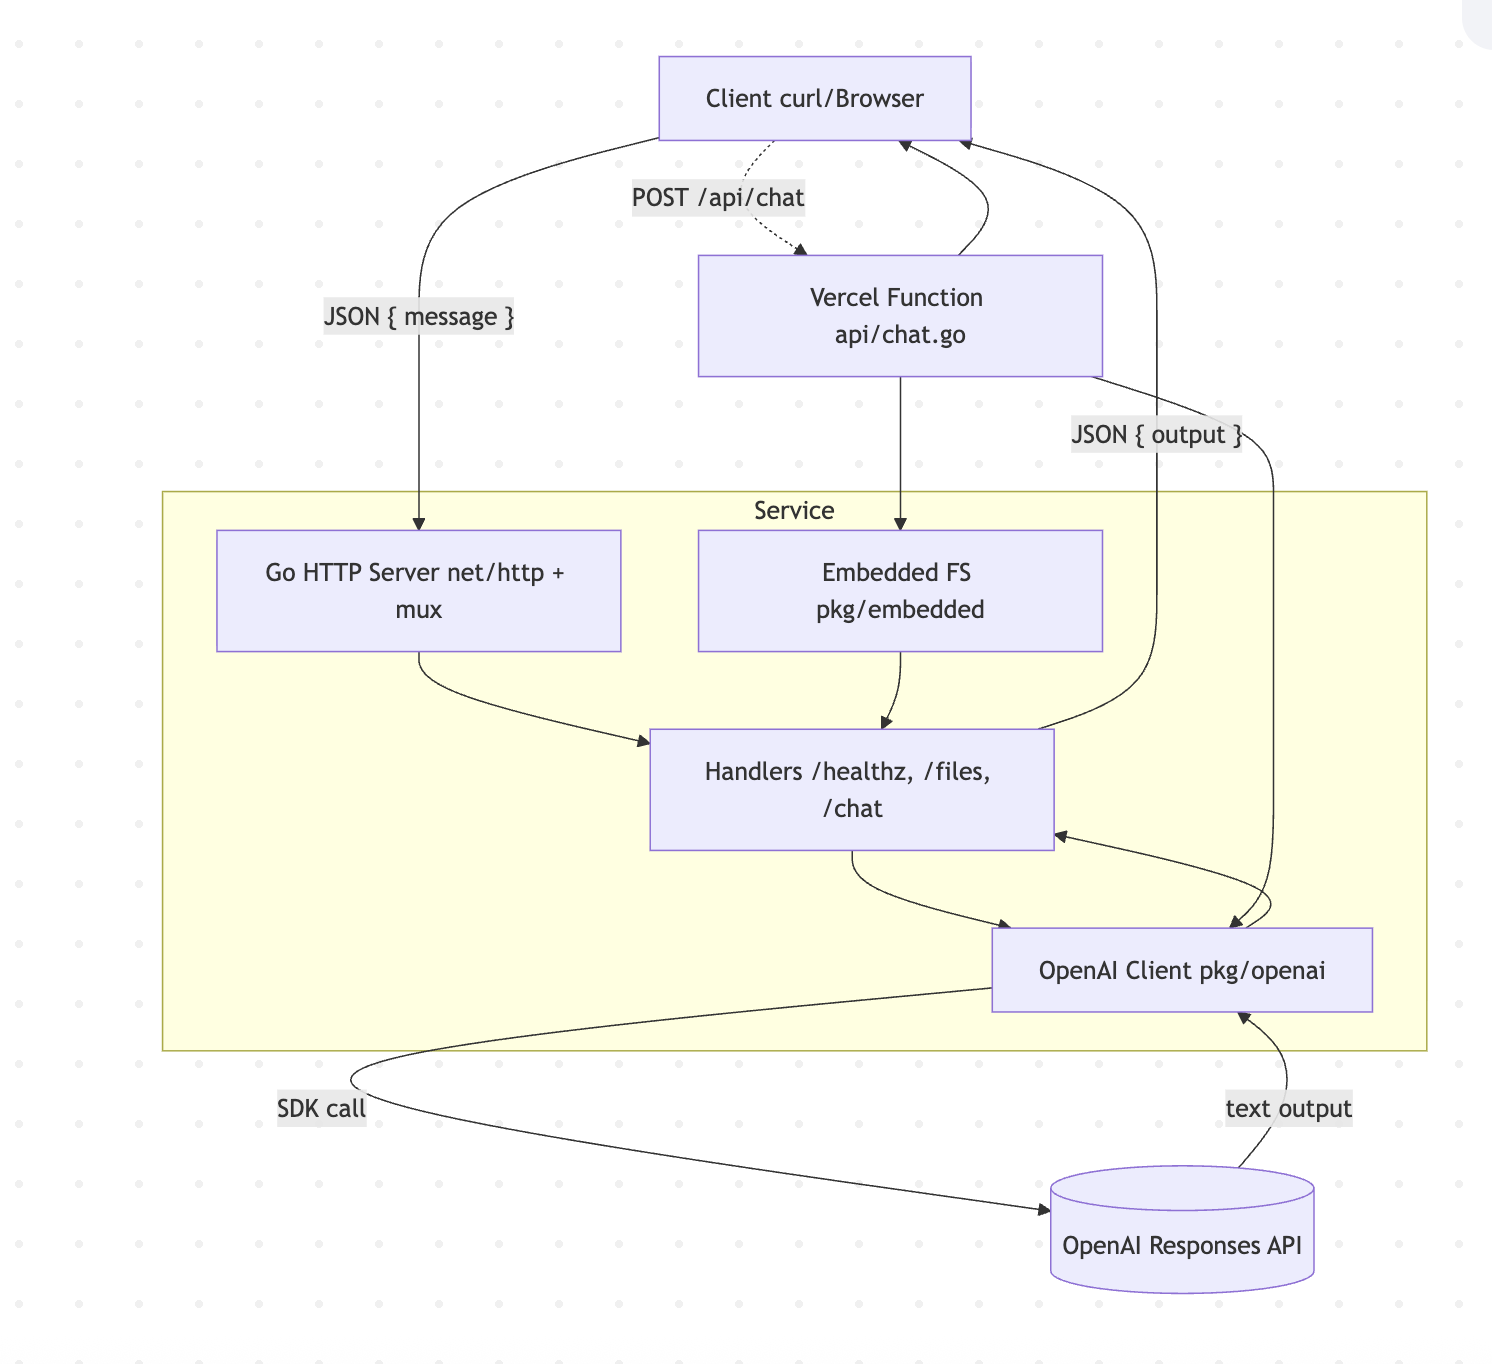 Client curl/Browser
POST /api/chat
Vercel Function
api/chat.go
JSON { message }
JSON { output }
Service
Go HTTP Server net/http +
mux
Embedded FS
pkg/embedded
Handlers /healthz, /files,
/chat
OpenAI Client pkg/openai
SDK call
text output
OpenAI Responses API